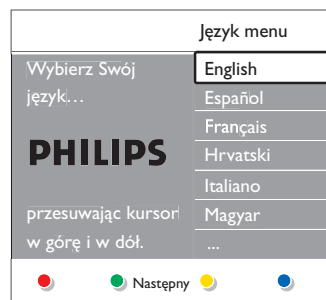 Język menu
Wybierz Swój
język...
PHILIPS
przesuwając kursor
w górę i w dół.
English
Español
Français
Hrvatski
Italiano
Magyar
...
Następny